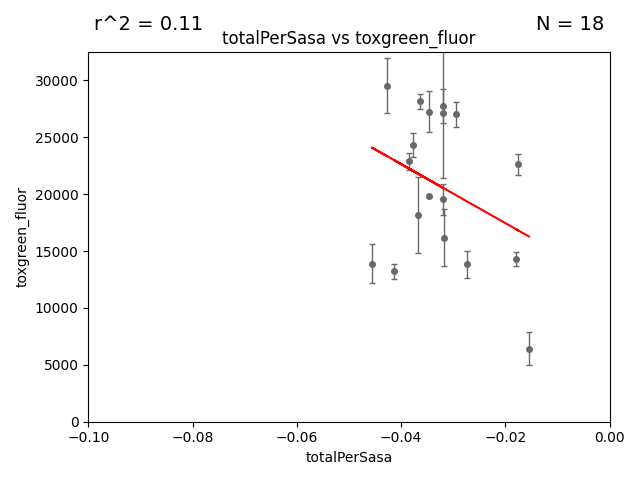 r^2 = 0.11
N = 18
totalPerSasa vs toxgreen_fluor
30000
25000
20000
15000
10000
5000
0
toxgreen_fluor
−0.10
−0.08
−0.06
−0.04
−0.02
0.00
totalPerSasa